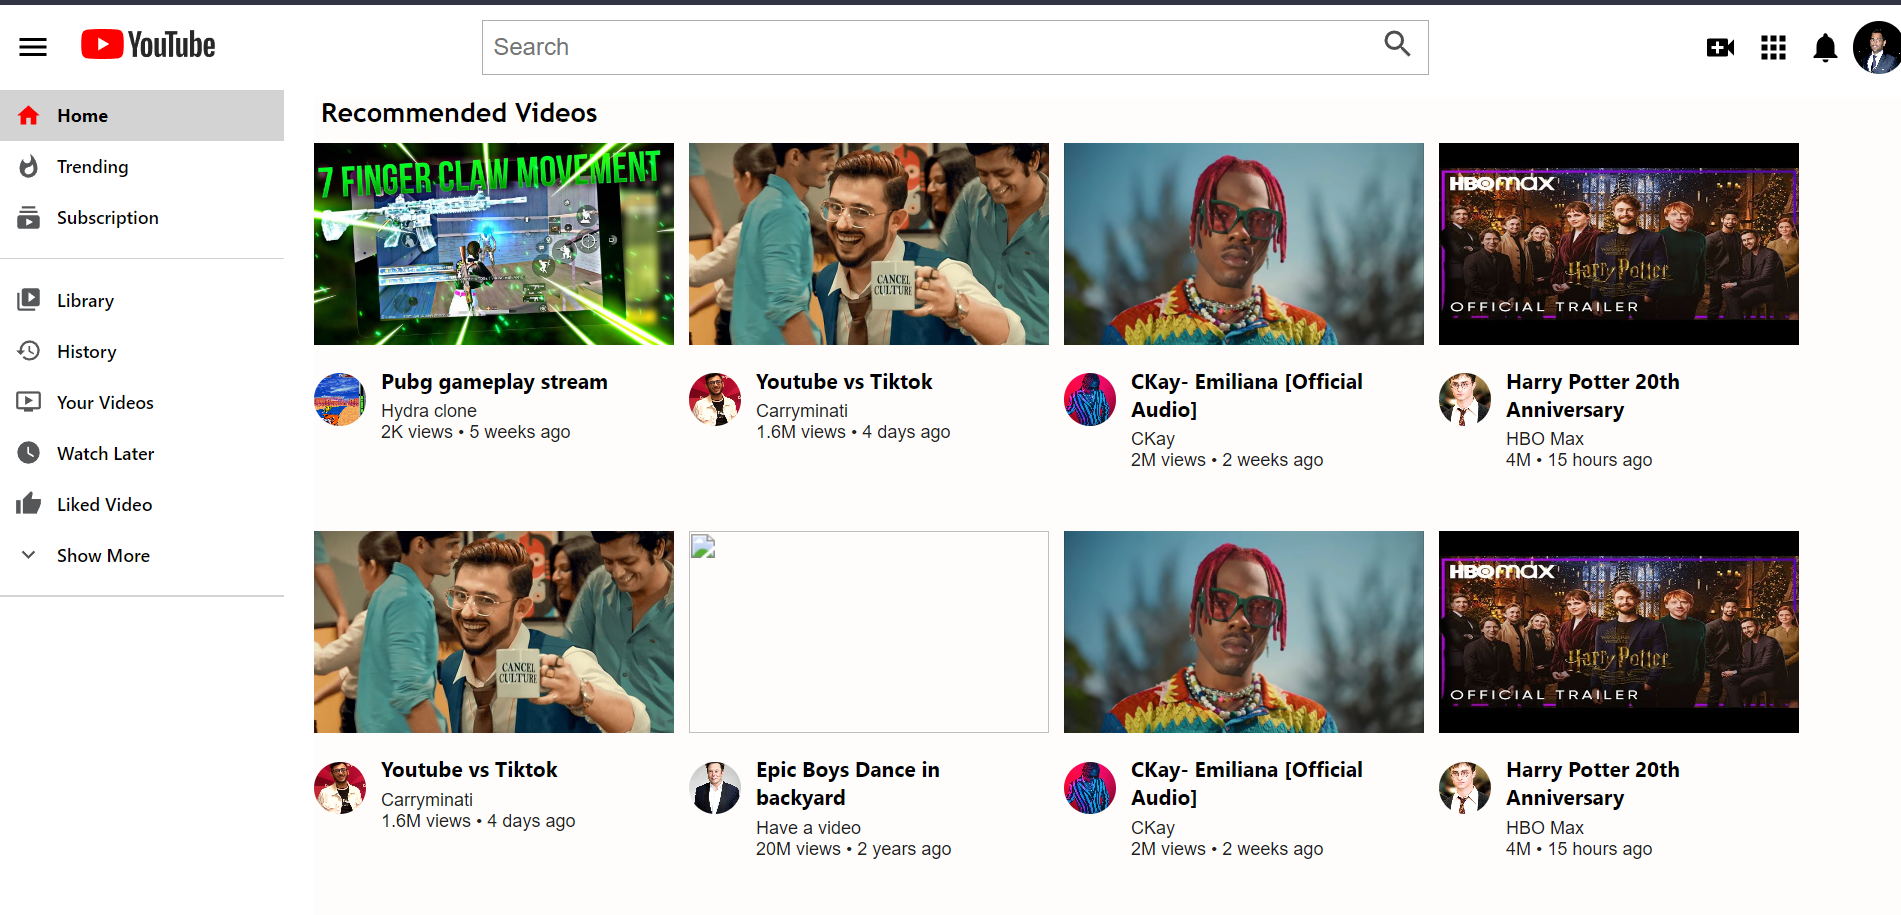 YouTube
Search
Home
Trending
Subscription
Library
History
Your Videos
Watch Later
Liked Video
Show More
Recommended Videos
7 FINGER CLAW MOVEMENT
CANCEL
CULTURE
HBOmax
Harry Potter
OFFICIAL TRAILER
Pubg gameplay stream
Hydra clone
2K views • 5 weeks ago
Youtube vs Tiktok
Carryminati
1.6M views • 4 days ago
CKay- Emiliana [Official
Audio]
CKay
2M views • 2 weeks ago
Harry Potter 20th
Anniversary
HBO Max
4M • 15 hours ago
CANCEL
CULTURE
HBOmax
Harry Potter
OFFICIAL TRAILER
Youtube vs Tiktok
Carryminati
1.6M views • 4 days ago
Epic Boys Dance in
backyard
Have a video
20M views • 2 years ago
CKay- Emiliana [Official
Audio]
CKay
2M views • 2 weeks ago
Harry Potter 20th
Anniversary
HBO Max
4M • 15 hours ago